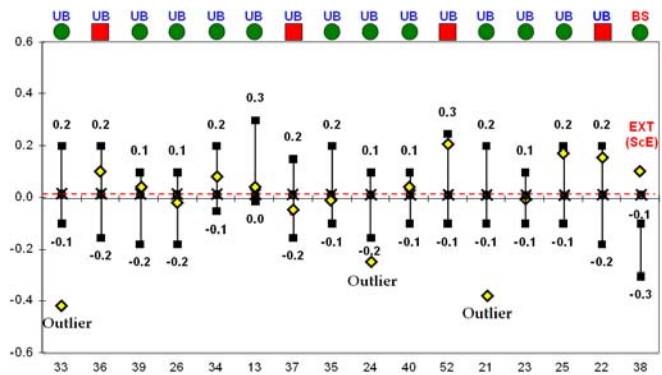 UB UB UB UB UB UB UB UB UB UB UB UB UB UB UB BS
0.6
0.4
0.3 0.3
0.2 0.2 0.1 0.1 0.2 0.2 0.2 0.1 0.1 0.2 0.1 0.2 0.2 EXT
(ScE)
0.2
0.0
-0.1 -0.2 -0.2 -0.2 -0.1 0.0 -0.2 -0.1 -0.2 -0.1 -0.1 -0.1 -0.1 -0.1 -0.2 -0.1
-0.2
-0.3
Outlier Outlier Outlier
-0.4
-0.6
33 36 39 26 34 13 37 35 24 40 52 21 23 25 22 38